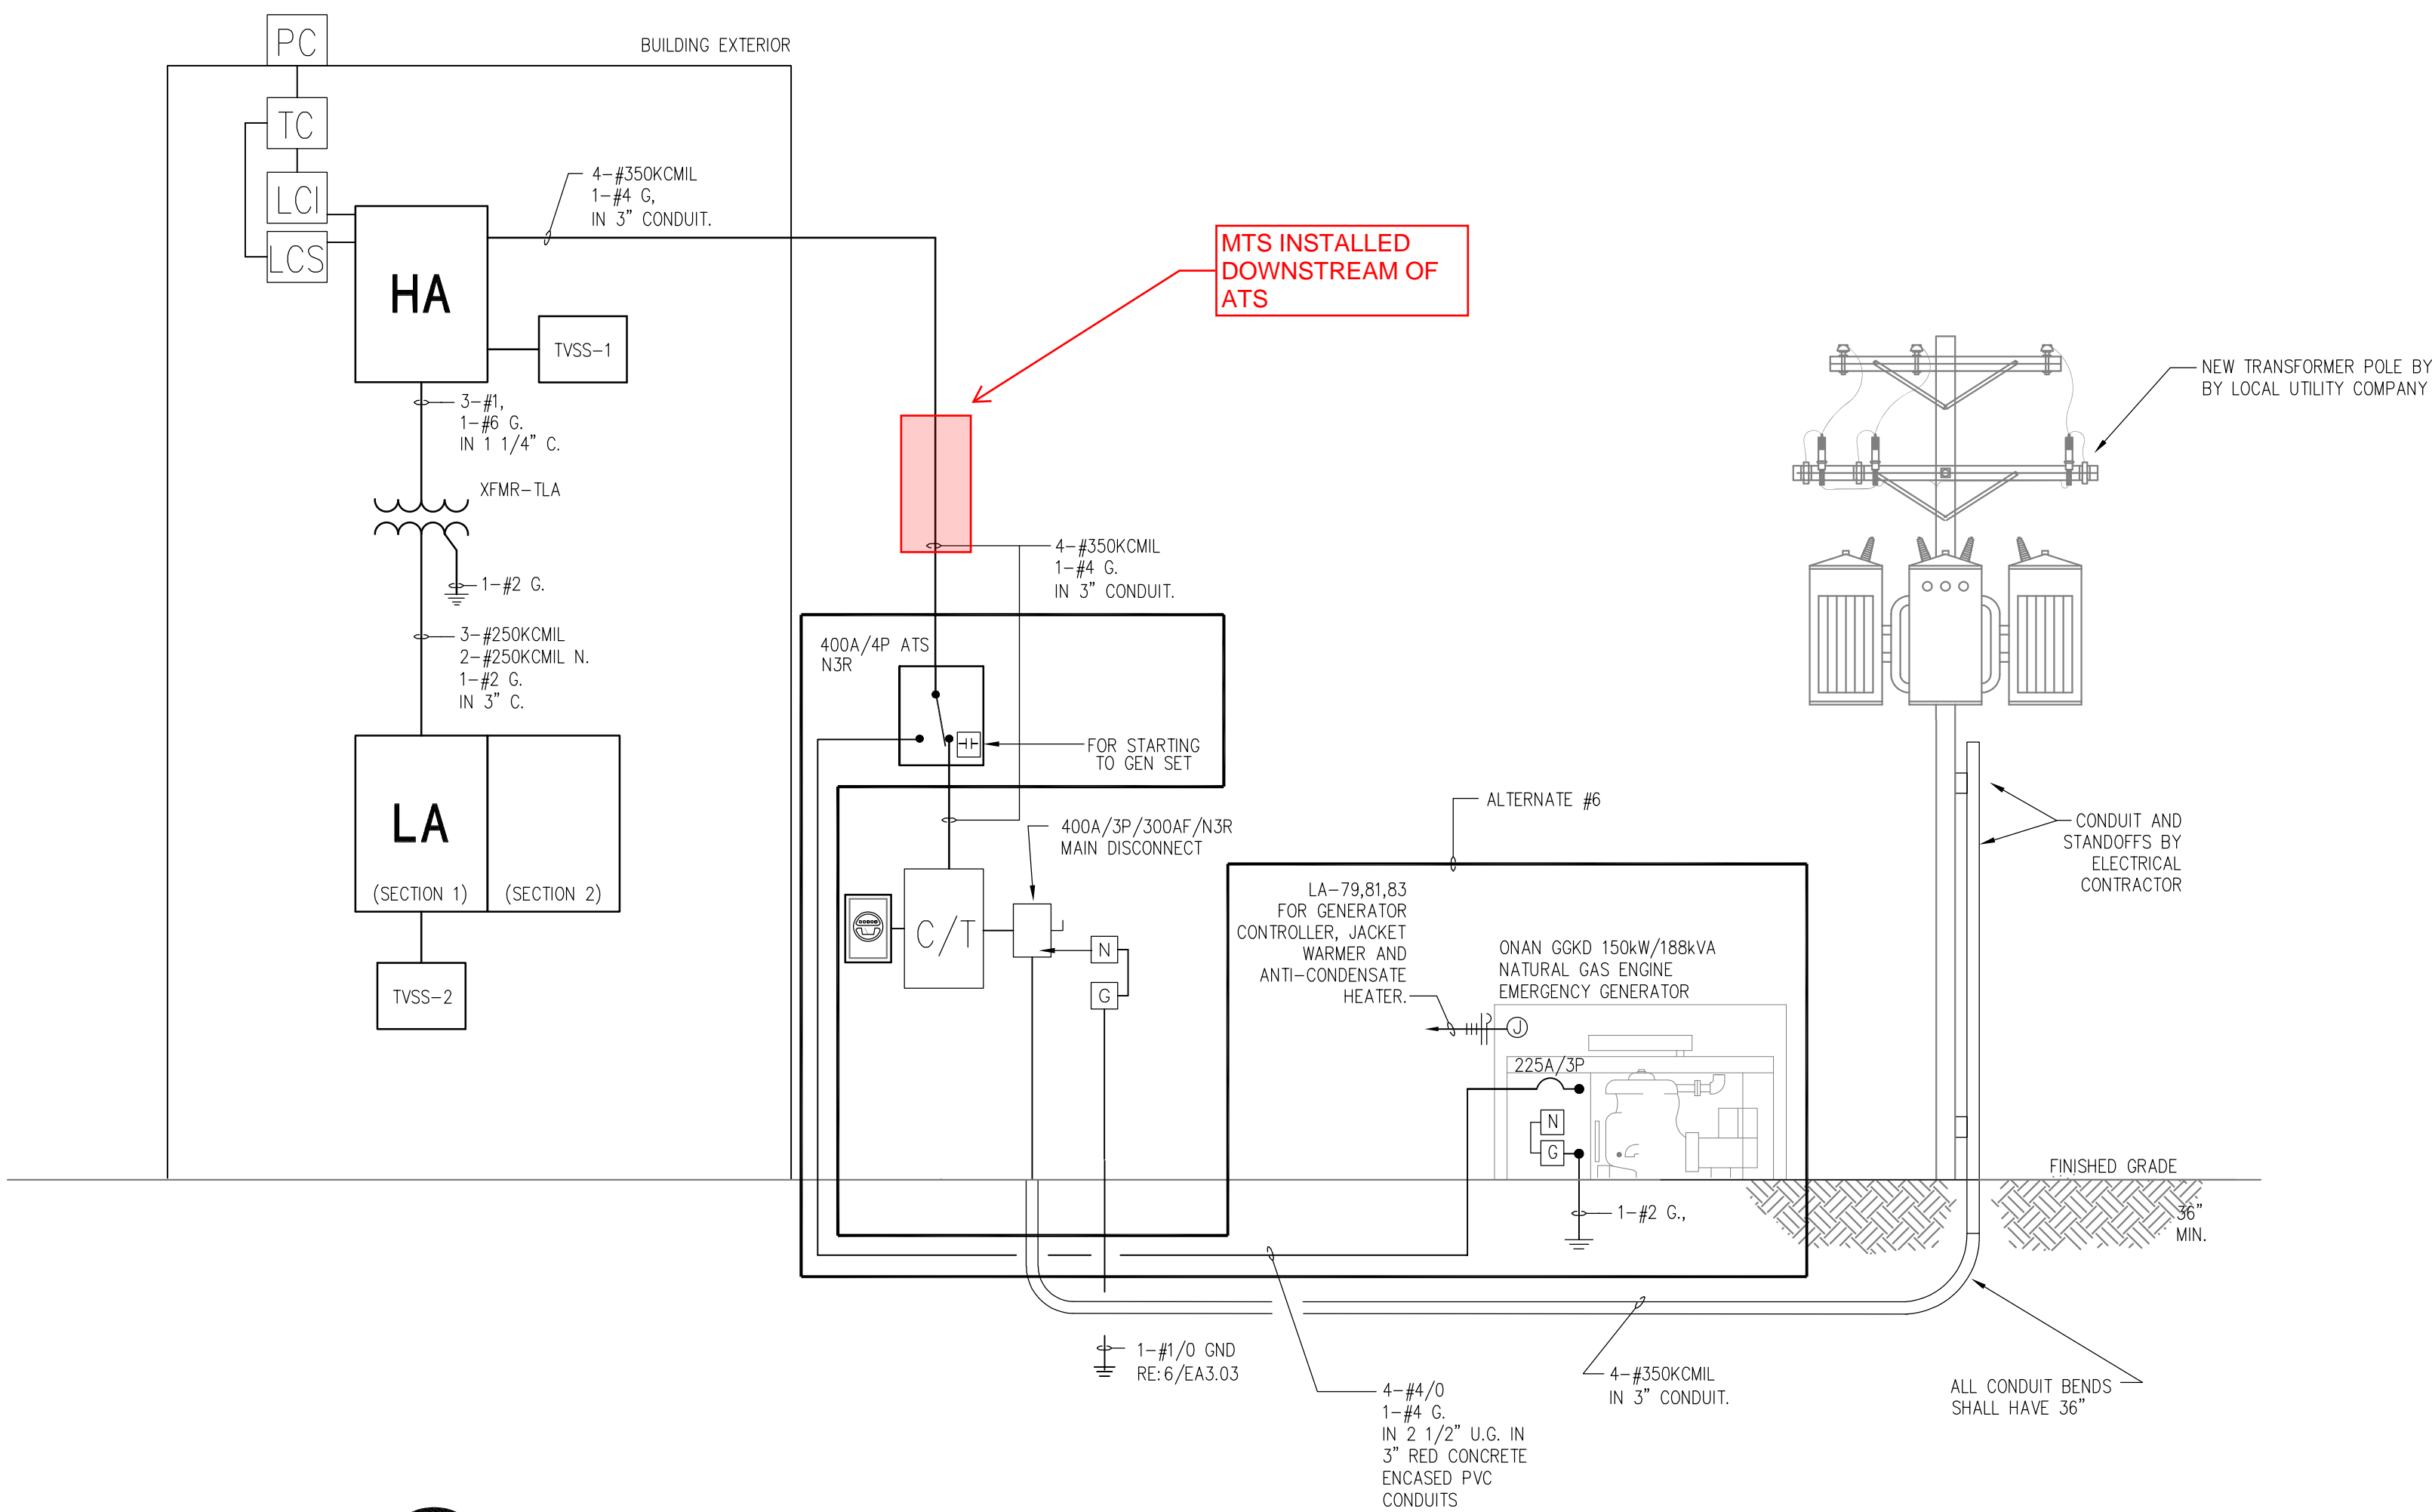 PC
BUILDING EXTERIOR
TC
LCI
LCS
HA
4-#350KCMIL
1-#4 G,
IN 3" CONDUIT.
MTS INSTALLED
DOWNSTREAM OF
ATS
TVSS-1
NEW TRANSFORMER POLE BY
BY LOCAL UTILITY COMPANY
3-#1,
1-#6 G.
IN 1 1/4" C.
XFMR-TLA
1-#2 G.
4-#350KCMIL
1-#4 G.
IN 3" CONDUIT.
3-#250KCMIL
2-#250KCMIL N.
1-#2 G.
IN 3" C.
400A/4P ATS
N3R
FOR STARTING
TO GEN SET
LA
(SECTION 1)
(SECTION 2)
TVSS-2
ALTERNATE #6
400A/3P/300AF/N3R
MAIN DISCONNECT
C/T
N
G
CONDUIT AND
STANDOFFS BY
ELECTRICAL
CONTRACTOR
LA-79,81,83
FOR GENERATOR
CONTROLLER, JACKET
WARMER AND
ANTI-CONDENSATE
HEATER.
ONAN GGKD 150kW/188kVA
NATURAL GAS ENGINE
EMERGENCY GENERATOR
J
225A/3P
N
G
1-#2 G.,
FINISHED GRADE
36"
MIN.
1-#1/0 GND
RE:6/EA3.03
4-#4/0
1-#4 G.
IN 2 1/2" U.G. IN
3" RED CONCRETE
ENCASED PVC
CONDUITS
4-#350KCMIL
IN 3" CONDUIT.
ALL CONDUIT BENDS
SHALL HAVE 36"